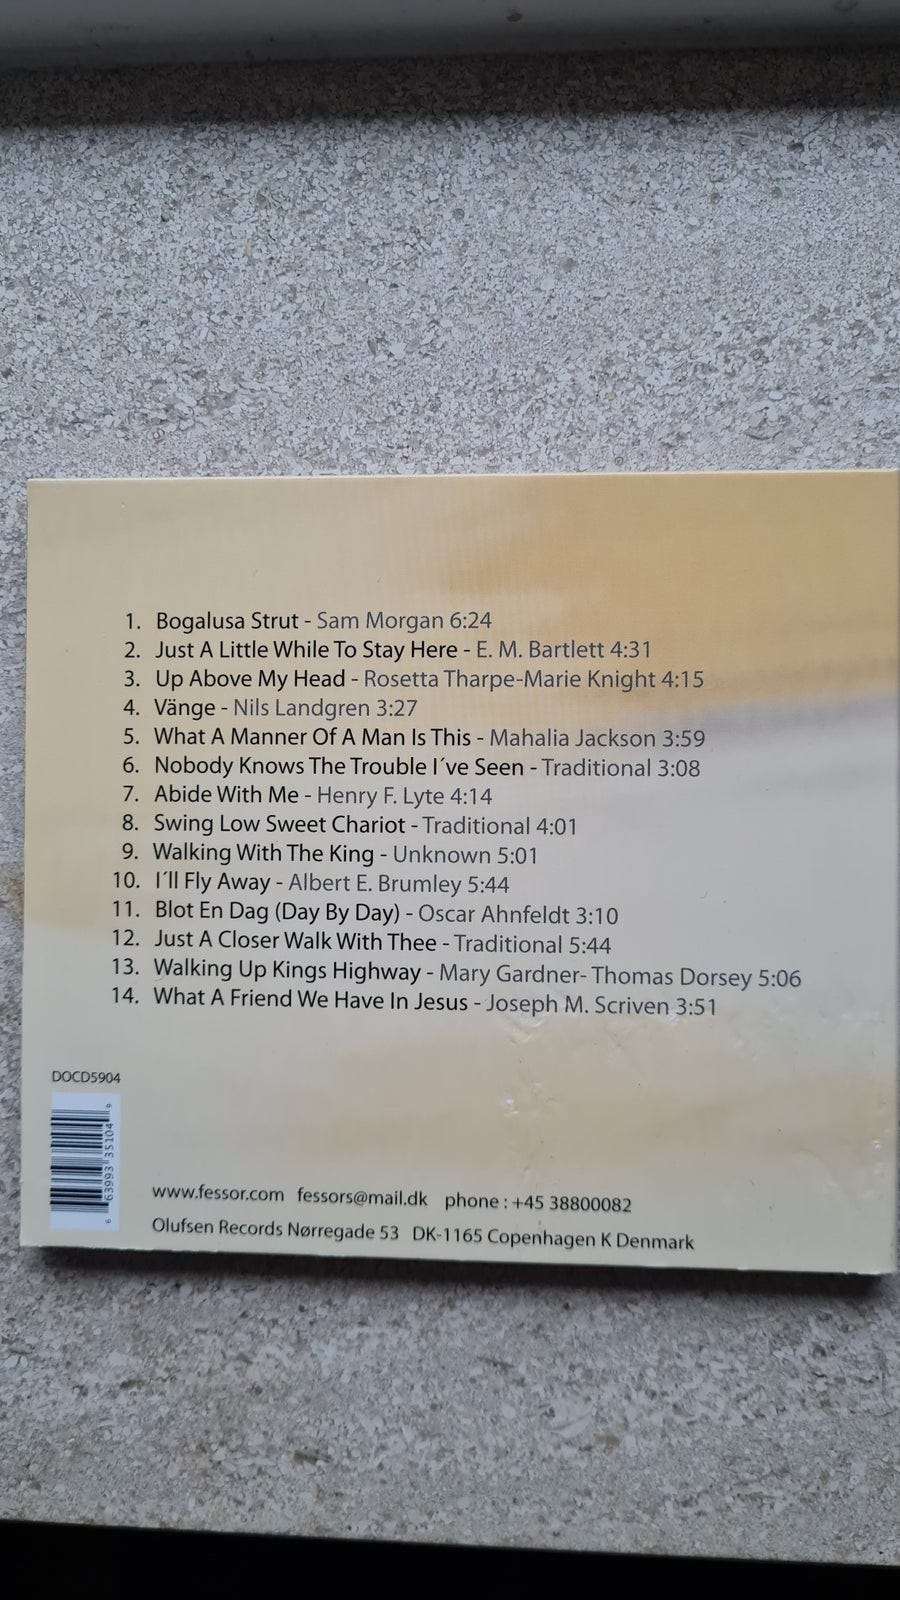 1. Bogalusa Strut - Sam Morgan 6:24
2. Just A Little While To Stay Here - E. M. Bartlett 4:31
3. Up Above My Head - Rosetta Tharpe-Marie Knight 4:15
4. Vänge - Nils Landgren 3:27
5. What A Manner Of A Man Is This - Mahalia Jackson 3:59
6. Nobody Knows The Trouble I´ve Seen - Traditional 3:08
7. Abide With Me - Henry F. Lyte 4:14
8. Swing Low Sweet Chariot - Traditional 4:01
9. Walking With The King - Unknown 5:01
10. I´ll Fly Away - Albert E. Brumley 5:44
11. Blot En Dag (Day By Day) - Oscar Ahnfeldt 3:10
12. Just A Closer Walk With Thee - Traditional 5:44
13. Walking Up Kings Highway - Mary Gardner- Thomas Dorsey 5:06
14. What A Friend We Have In Jesus - Joseph M. Scriven 3:51
DOCD5904
6 63993 35104 9
www.fessor.com fessors@mail.dk phone : +45 38800082
Olufsen Records Nørregade 53 DK-1165 Copenhagen K Denmark